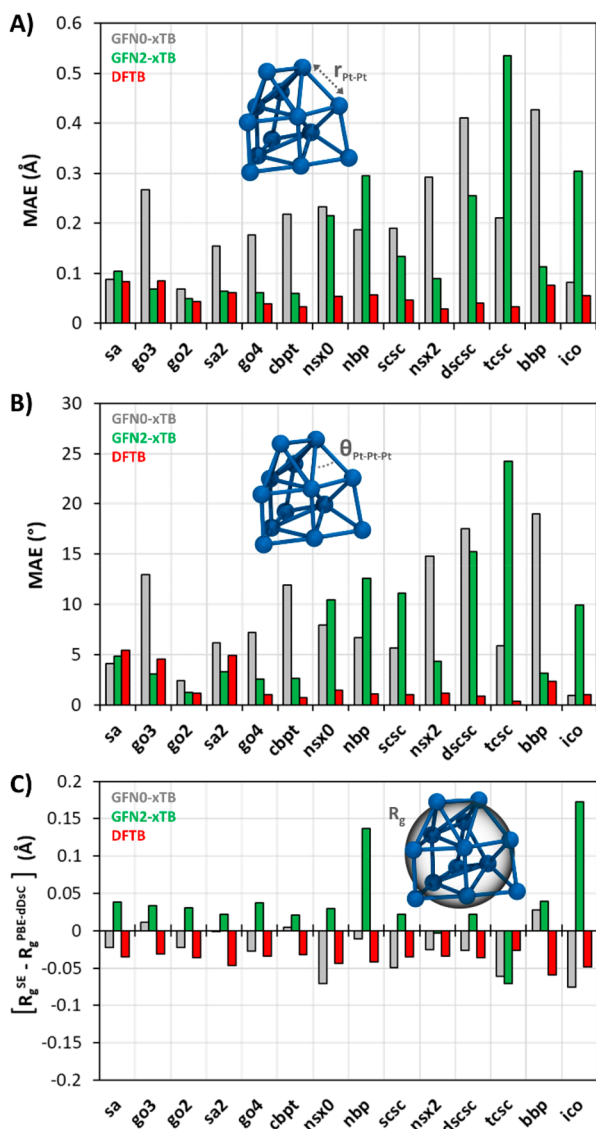 A)
GFN0-xTB
GFN2-xTB
DFTB
r Pt-Pt
MAE (Å)
0.6
0.5
0.4
0.3
0.2
0.1
0
sa go3 go2 sa2 go4 cbpt nsx0 nbp scsc nsx2 dscsc tcsc bbp ico
B)
GFN0-xTB
GFN2-xTB
DFTB
θ Pt-Pt-Pt
MAE (°)
30
25
20
15
10
5
0
sa go3 go2 sa2 go4 cbpt nsx0 nbp scsc nsx2 dscsc tcsc bbp ico
C)
GFN0-xTB
GFN2-xTB
DFTB
Rg
[Rg^SE - Rg^PBE-dDsC] (Å)
0.2
0.15
0.1
0.05
0
-0.05
-0.1
-0.15
-0.2
sa go3 go2 sa2 go4 cbpt nsx0 nbp scsc nsx2 dscsc tcsc bbp ico